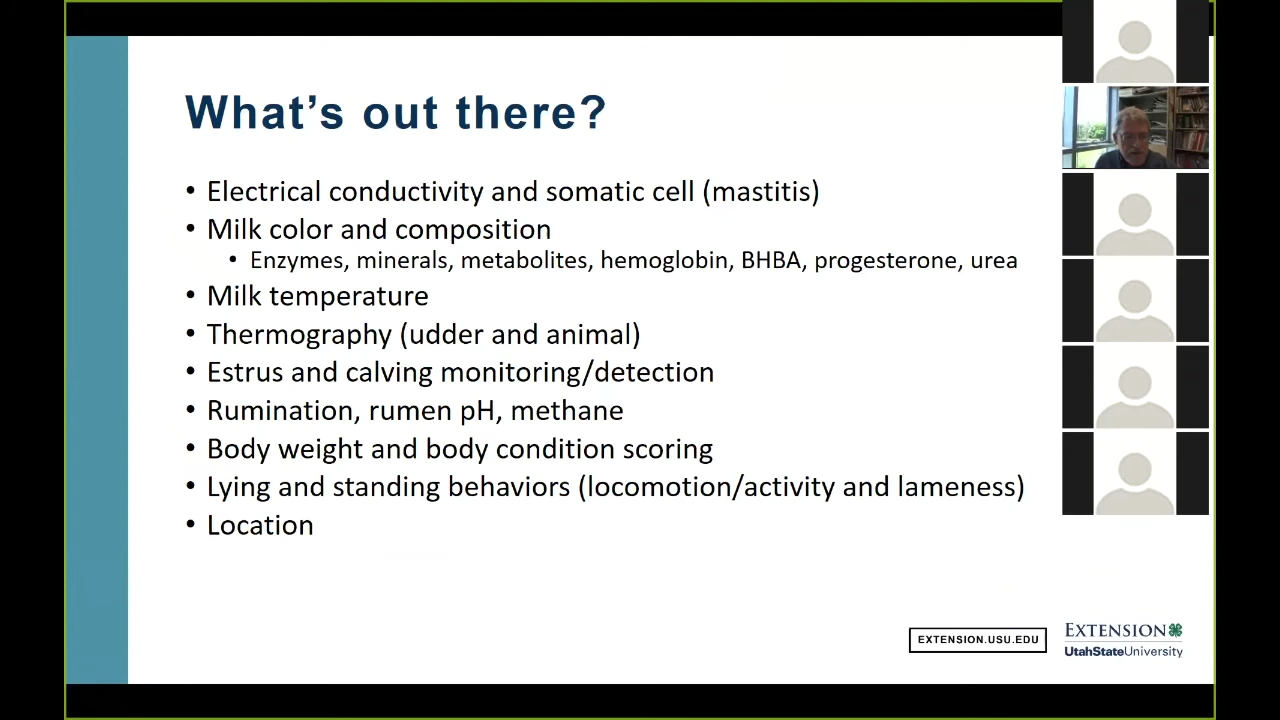 What's out there?
• Electrical conductivity and somatic cell (mastitis)
• Milk color and composition
• Enzymes, minerals, metabolites, hemoglobin, BHBA, progesterone, urea
• Milk temperature
• Thermography (udder and animal)
• Estrus and calving monitoring/detection
• Rumination, rumen pH, methane
• Body weight and body condition scoring
• Lying and standing behaviors (locomotion/activity and lameness)
• Location
EXTENSION.USU.EDU
EXTENSION
UtahStateUniversity